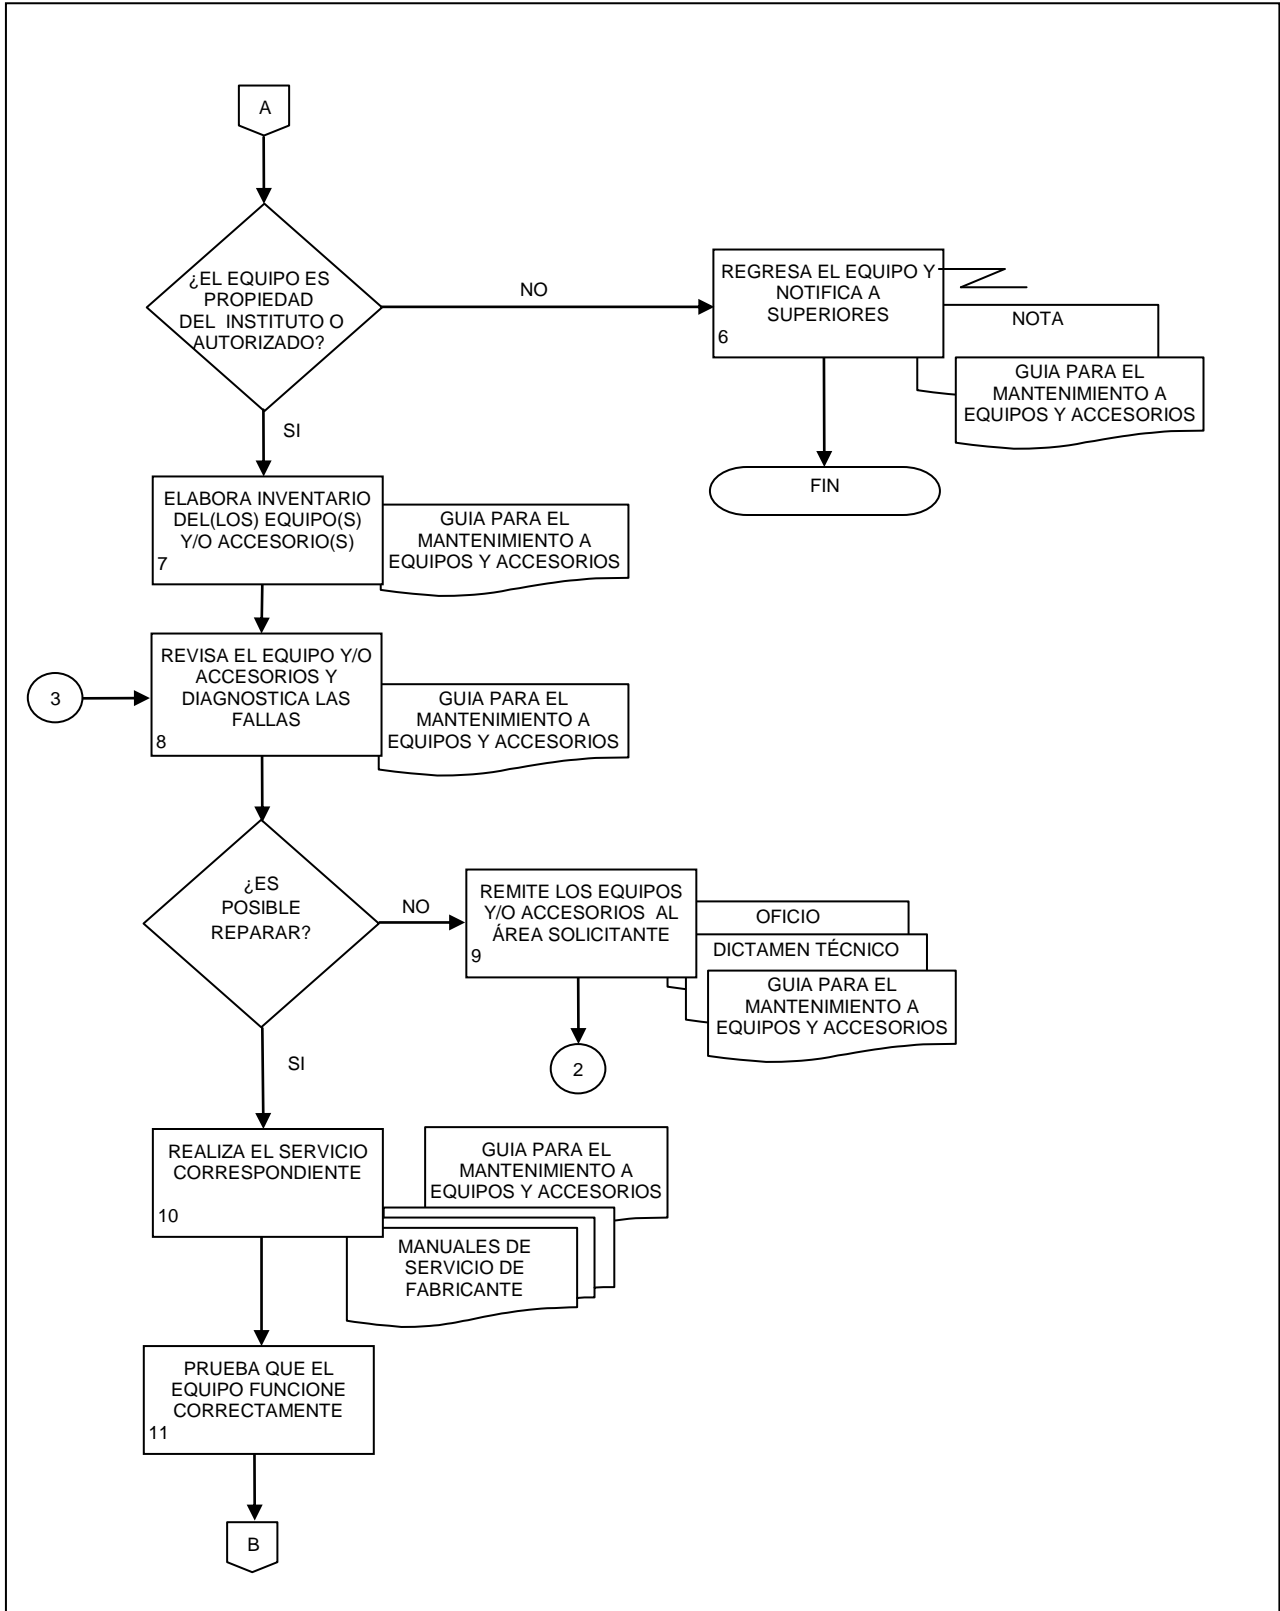 A
¿EL EQUIPO ES
PROPIEDAD
DEL INSTITUTO O
AUTORIZADO?
NO
REGRESA EL EQUIPO Y
NOTIFICA A
SUPERIORES
6
NOTA
GUIA PARA EL
MANTENIMIENTO A
EQUIPOS Y ACCESORIOS
FIN
SI
ELABORA INVENTARIO
DEL(LOS) EQUIPO(S)
Y/O ACCESORIO(S)
7
GUIA PARA EL
MANTENIMIENTO A
EQUIPOS Y ACCESORIOS
3
REVISA EL EQUIPO Y/O
ACCESORIOS Y
DIAGNOSTICA LAS
FALLAS
8
GUIA PARA EL
MANTENIMIENTO A
EQUIPOS Y ACCESORIOS
¿ES
POSIBLE
REPARAR?
NO
REMITE LOS EQUIPOS
Y/O ACCESORIOS AL
ÁREA SOLICITANTE
9
OFICIO
DICTAMEN TÉCNICO
GUIA PARA EL
MANTENIMIENTO A
EQUIPOS Y ACCESORIOS
2
SI
REALIZA EL SERVICIO
CORRESPONDIENTE
10
GUIA PARA EL
MANTENIMIENTO A
EQUIPOS Y ACCESORIOS
MANUALES DE
SERVICIO DE
FABRICANTE
PRUEBA QUE EL
EQUIPO FUNCIONE
CORRECTAMENTE
11
B